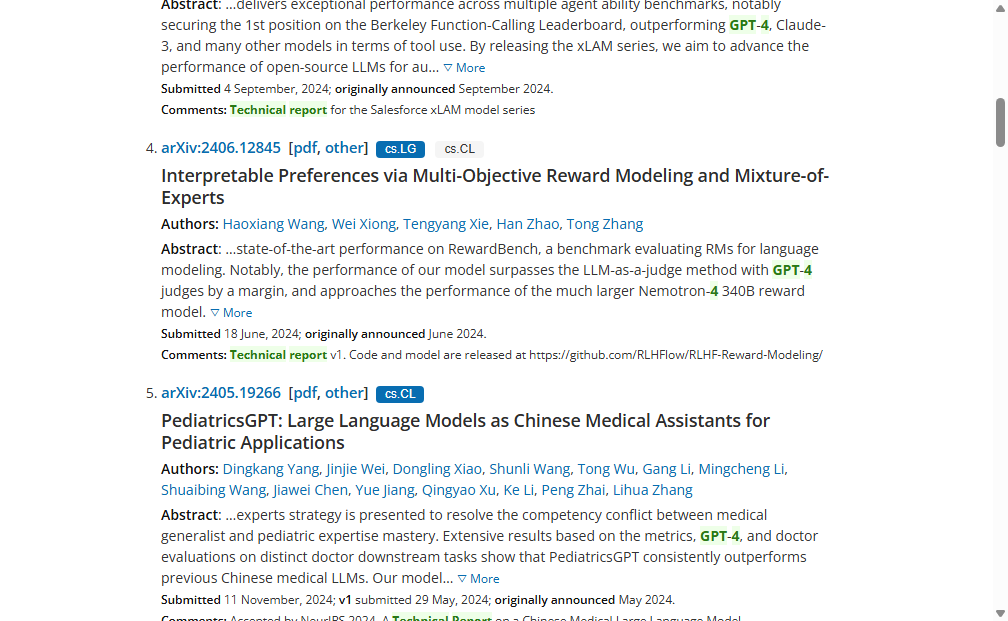 Abstract: ...delivers exceptional performance across multiple agent ability benchmarks, notably
securing the 1st position on the Berkeley Function-Calling Leaderboard, outperforming GPT-4, Claude-
3, and many other models in terms of tool use. By releasing the xLAM series, we aim to advance the
performance of open-source LLMs for au... ▽ More
Submitted 4 September, 2024; originally announced September 2024.
Comments: Technical report for the Salesforce xLAM model series
4. arXiv:2406.12845 [pdf, other] cs.LG cs.CL
Interpretable Preferences via Multi-Objective Reward Modeling and Mixture-of-
Experts
Authors: Haoxiang Wang, Wei Xiong, Tengyang Xie, Han Zhao, Tong Zhang
Abstract: ...state-of-the-art performance on RewardBench, a benchmark evaluating RMs for language
modeling. Notably, the performance of our model surpasses the LLM-as-a-judge method with GPT-4
judges by a margin, and approaches the performance of the much larger Nemotron-4 340B reward
model. ▽ More
Submitted 18 June, 2024; originally announced June 2024.
Comments: Technical report v1. Code and model are released at https://github.com/RLHFlow/RLHF-Reward-Modeling/
5. arXiv:2405.19266 [pdf, other] cs.CL
PediatricsGPT: Large Language Models as Chinese Medical Assistants for
Pediatric Applications
Authors: Dingkang Yang, Jinjie Wei, Dongling Xiao, Shunli Wang, Tong Wu, Gang Li, Mingcheng Li,
Shuaibing Wang, Jiawei Chen, Yue Jiang, Qingyao Xu, Ke Li, Peng Zhai, Lihua Zhang
Abstract: ...experts strategy is presented to resolve the competency conflict between medical
generalist and pediatric expertise mastery. Extensive results based on the metrics, GPT-4, and doctor
evaluations on distinct doctor downstream tasks show that PediatricsGPT consistently outperforms
previous Chinese medical LLMs. Our model... ▽ More
Submitted 11 November, 2024; v1 submitted 29 May, 2024; originally announced May 2024.
Comments: Accepted by NeurIPS 2024. A Technical Report on a Chinese Medical Large Language Model